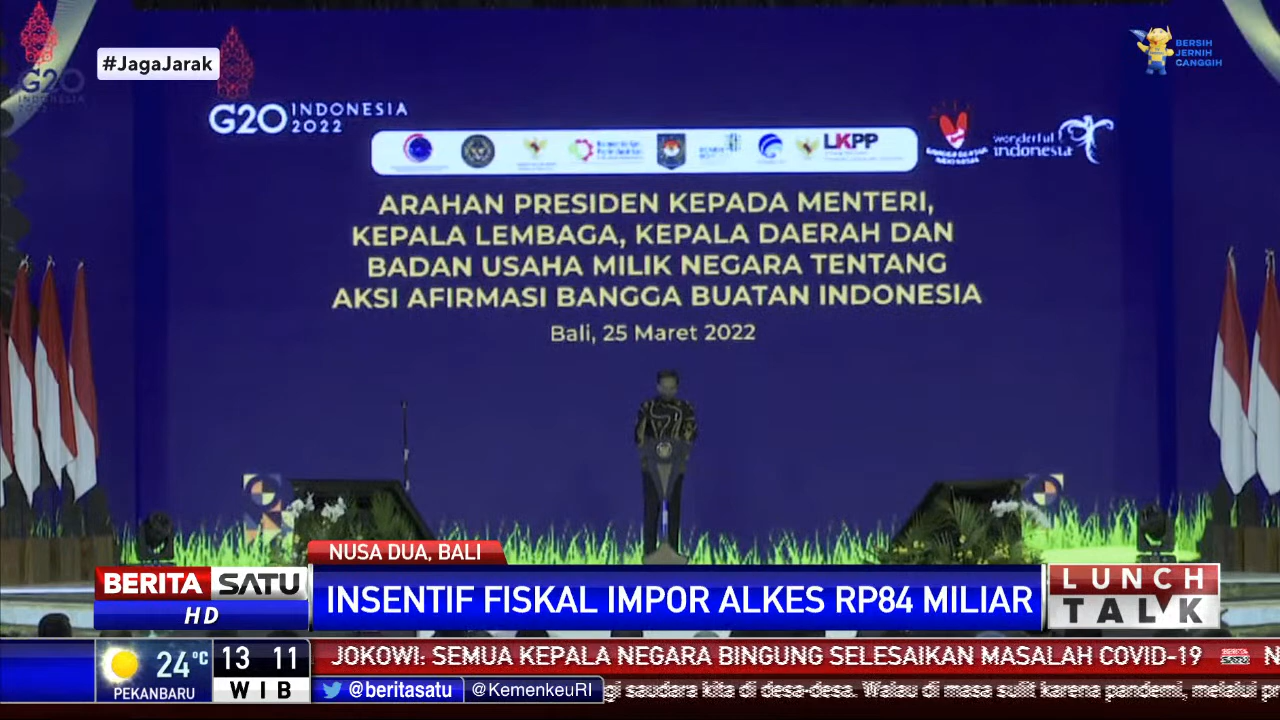 #JagaJarak
G20
INDONESIA
BERSIH
JERNIH
CANGGIH
G20 INDONESIA
2022
LKPP
wonderful
indonesia
ARAHAN PRESIDEN KEPADA MENTERI,
KEPALA LEMBAGA, KEPALA DAERAH DAN
BADAN USAHA MILIK NEGARA TENTANG
AKSI AFIRMASI BANGGA BUATAN INDONESIA
Bali, 25 Maret 2022
NUSA DUA, BALI
BERITA SATU
HD
INSENTIF FISKAL IMPOR ALKES RP84 MILIAR
LUNCH
TALK
24°C
PEKANBARU
13 11
WIB
JOKOWI: SEMUA KEPALA NEGARA BINGUNG SELESAIKAN MASALAH COVID-19
@beritasatu
@KemenkeuRI
gi saudara kita di desa-desa. Walau di masa sulit karena pandemi, melalui